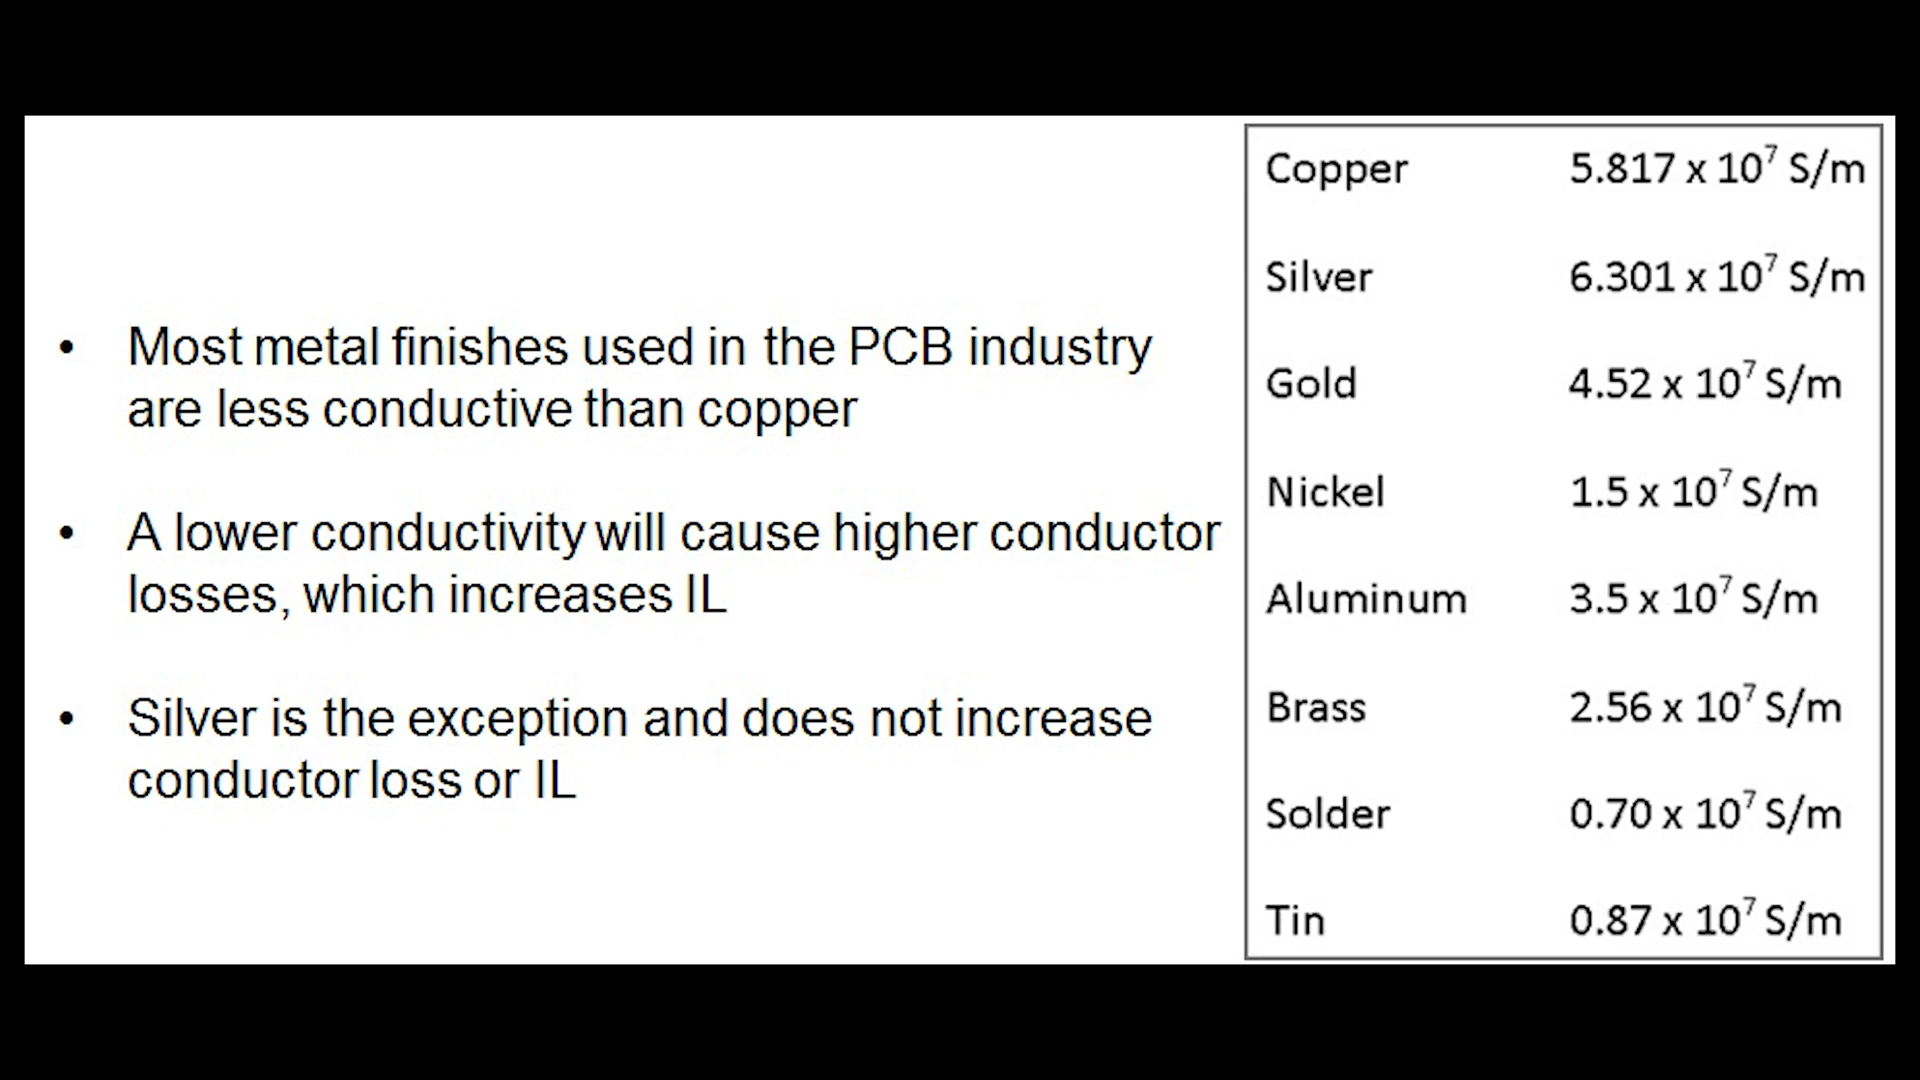 • Most metal finishes used in the PCB industry
are less conductive than copper
• A lower conductivity will cause higher conductor
losses, which increases IL
• Silver is the exception and does not increase
conductor loss or IL
Copper 5.817 x 10⁷ S/m
Silver 6.301 x 10⁷ S/m
Gold 4.52 x 10⁷ S/m
Nickel 1.5 x 10⁷ S/m
Aluminum 3.5 x 10⁷ S/m
Brass 2.56 x 10⁷ S/m
Solder 0.70 x 10⁷ S/m
Tin 0.87 x 10⁷ S/m